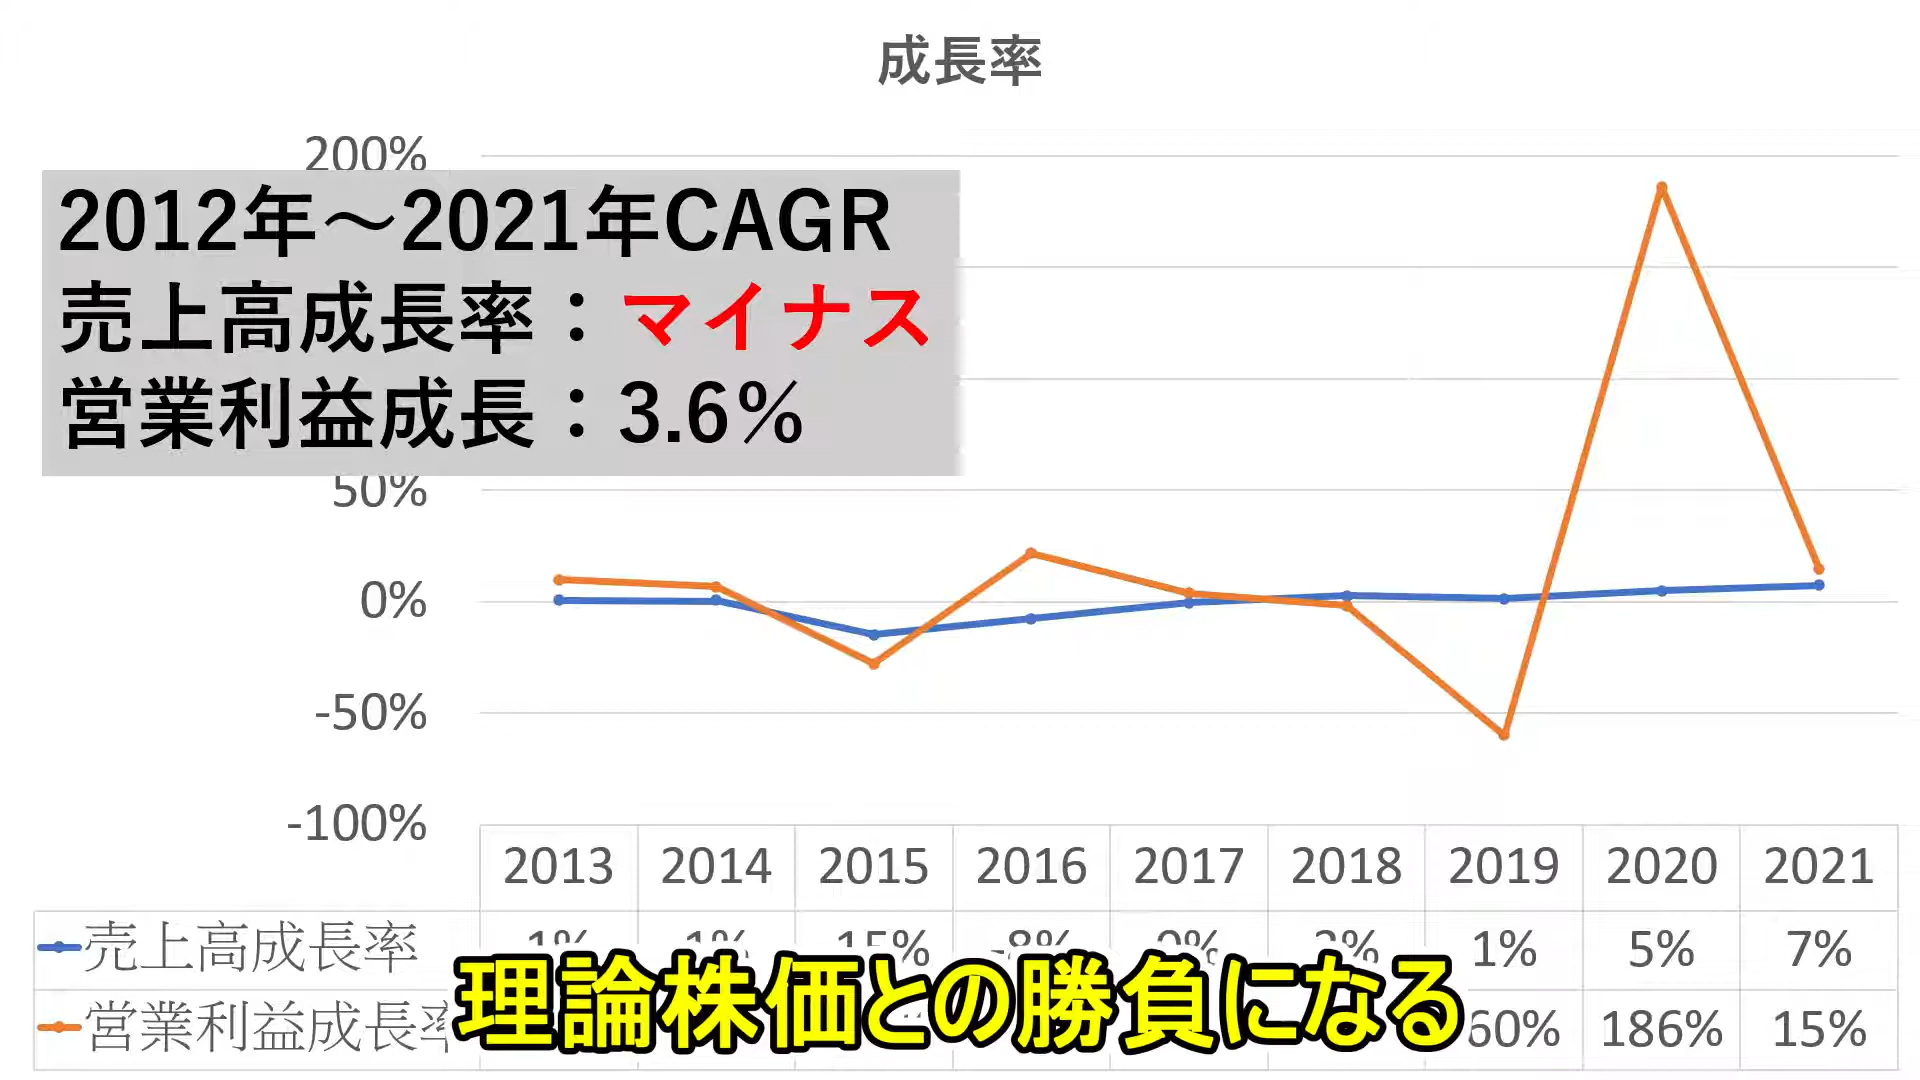 成長率
200%
2012年～2021年CAGR
売上高成長率：マイナス
営業利益成長：3.6％
50%
0%
-50%
-100%
2013 2014 2015 2016 2017 2018 2019 2020 2021
売上高成長率 1% 5% 7%
営業利益成長率 60% 186% 15%
理論株価との勝負になる